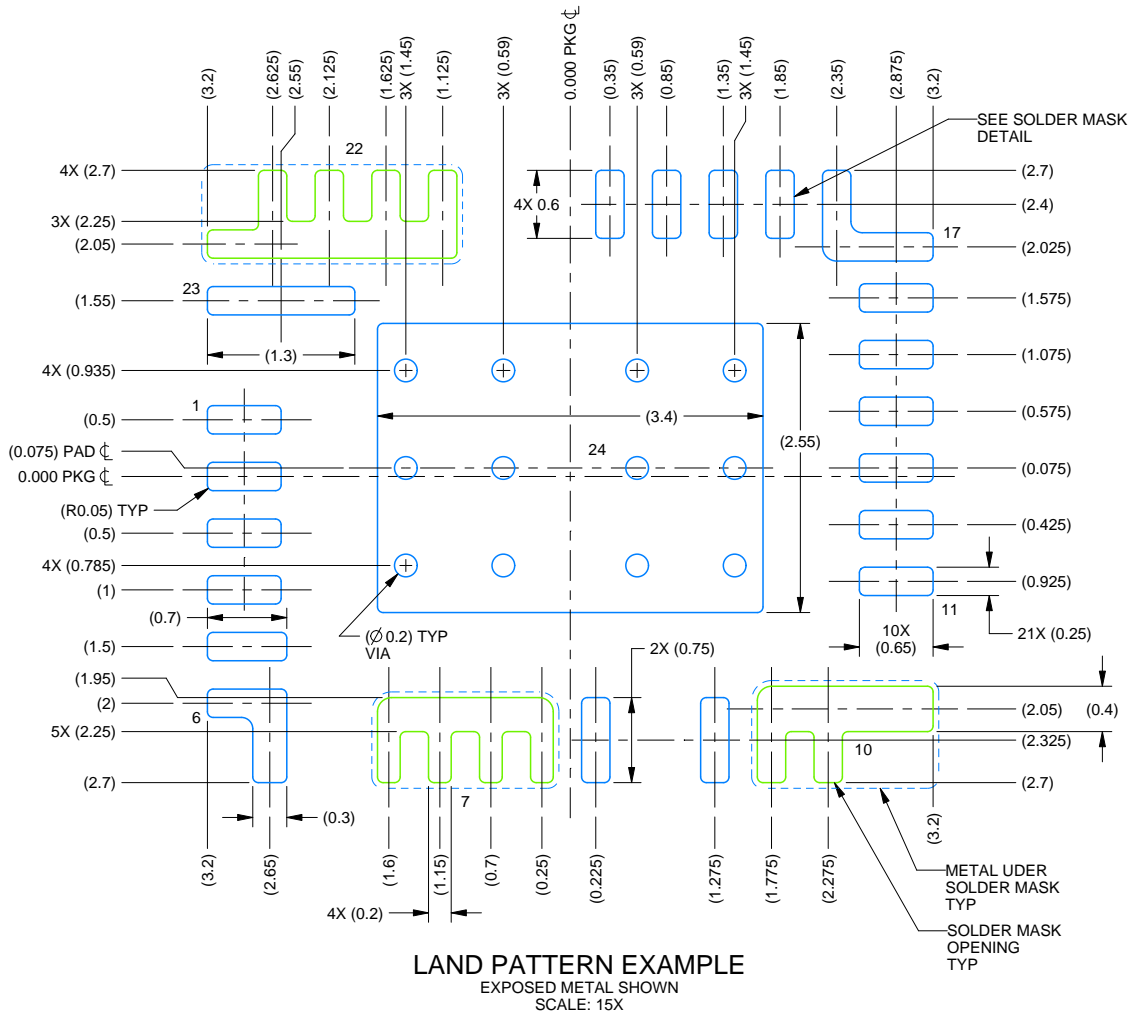 0.000 PKG ℄
(3.2)
(2.625)
(2.55)
(2.125)
(1.625)
3X (1.45)
(1.125)
3X (0.59)
(0.35)
3X (0.59)
(0.85)
(1.35)
3X (1.45)
(1.85)
(2.35)
(2.875)
(3.2)
SEE SOLDER MASK
DETAIL
22
4X (2.7)
3X (2.25)
(2.05)
4X 0.6
(2.7)
(2.4)
17
(2.025)
23
(1.55)
(1.3)
(1.575)
4X (0.935)
(1.075)
1
(0.5)
(3.4)
(2.55)
(0.575)
(0.075) PAD ℄
0.000 PKG ℄
24
(0.075)
(R0.05) TYP
(0.5)
(0.425)
4X (0.785)
(1)
(0.925)
(0.7)
11
(1.5)
(Ø 0.2) TYP
VIA
2X (0.75)
10X
(0.65)
21X (0.25)
(1.95)
(2)
6
5X (2.25)
(2.7)
7
10
(2.05)
(0.4)
(2.325)
(2.7)
(0.3)
(3.2)
(2.65)
(1.6)
(1.15)
(0.7)
(0.25)
(0.225)
(1.275)
(1.775)
(2.275)
(3.2)
4X (0.2)
METAL UDER
SOLDER MASK
TYP
SOLDER MASK
OPENING
TYP
LAND PATTERN EXAMPLE
EXPOSED METAL SHOWN
SCALE: 15X